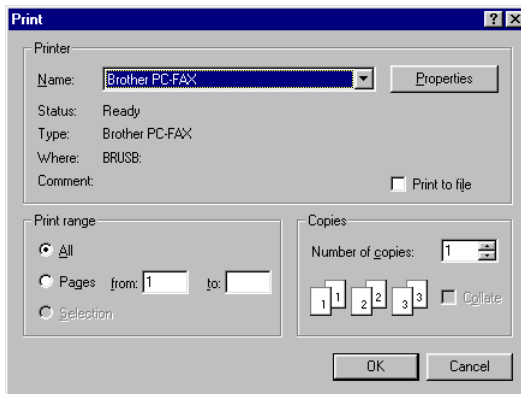 Print
Printer
Name: Brother PC-FAX Properties
Status: Ready
Type: Brother PC-FAX
Where: BRUSB:
Comment:
Print to file
Print range
All
Pages from: 1 to:
Selection
Copies
Number of copies: 1
1 1 2 2 3 3 Collate
OK Cancel